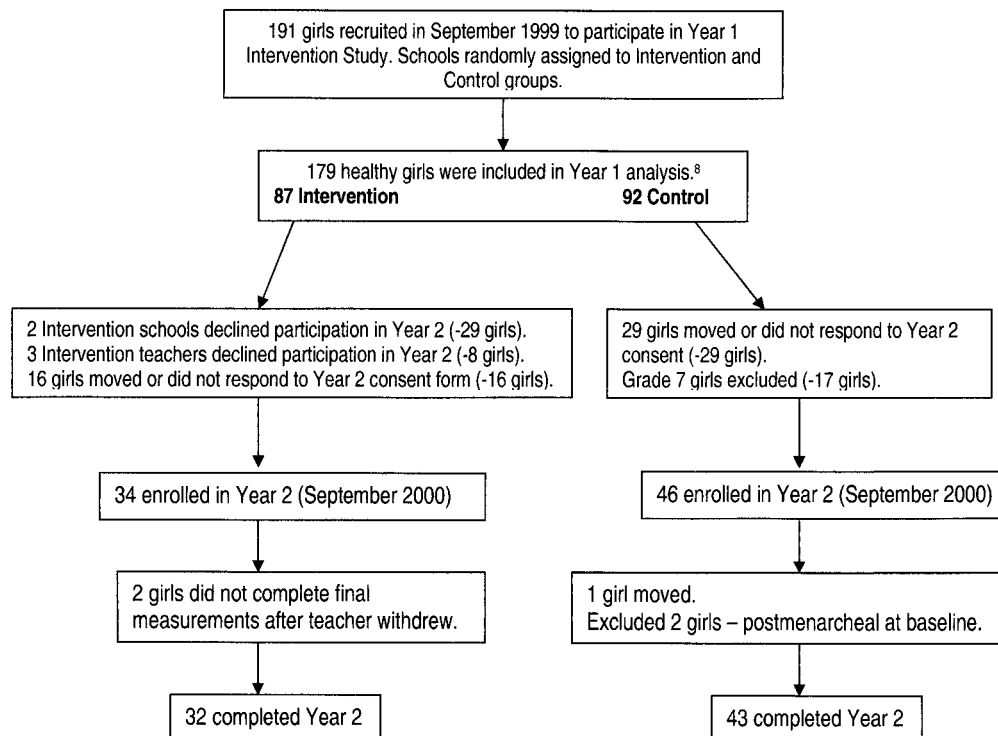 191 girls recruited in September 1999 to participate in Year 1
Intervention Study. Schools randomly assigned to Intervention and
Control groups.
179 healthy girls were included in Year 1 analysis.⁸
87 Intervention 92 Control
2 Intervention schools declined participation in Year 2 (-29 girls).
3 Intervention teachers declined participation in Year 2 (-8 girls).
16 girls moved or did not respond to Year 2 consent form (-16 girls).
29 girls moved or did not respond to Year 2
consent (-29 girls).
Grade 7 girls excluded (-17 girls).
34 enrolled in Year 2 (September 2000)
46 enrolled in Year 2 (September 2000)
2 girls did not complete final
measurements after teacher withdrew.
1 girl moved.
Excluded 2 girls – postmenarcheal at baseline.
32 completed Year 2
43 completed Year 2